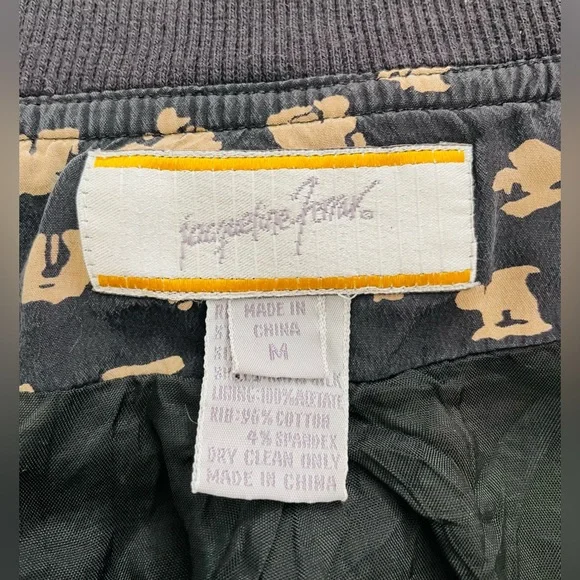 jacqueline Ferrar
MADE IN
CHINA
M
LINING:100% ACETATE
RIB:96% COTTON
4% SPANDEX
DRY CLEAN ONLY
MADE IN CHINA